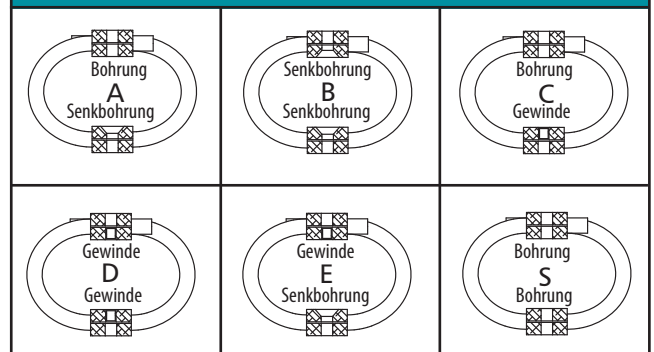 Bohrung
A
Senkbohrung
Senkbohrung
B
Senkbohrung
Bohrung
C
Gewinde
Gewinde
D
Gewinde
Gewinde
E
Senkbohrung
Bohrung
S
Bohrung